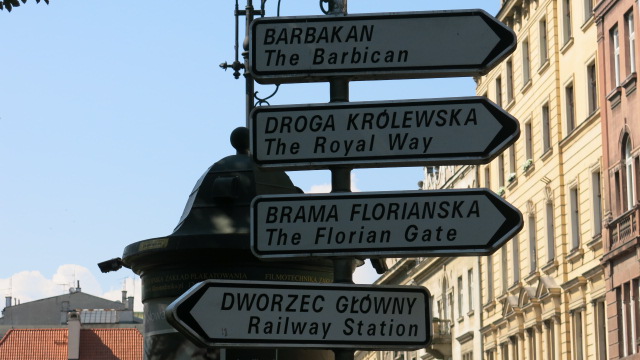 BARBAKAN
The Barbican
DROGA KRÓLEWSKA
The Royal Way
BRAMA FLORIANSKA
The Florian Gate
DWORZEC GŁÓWNY
Railway Station